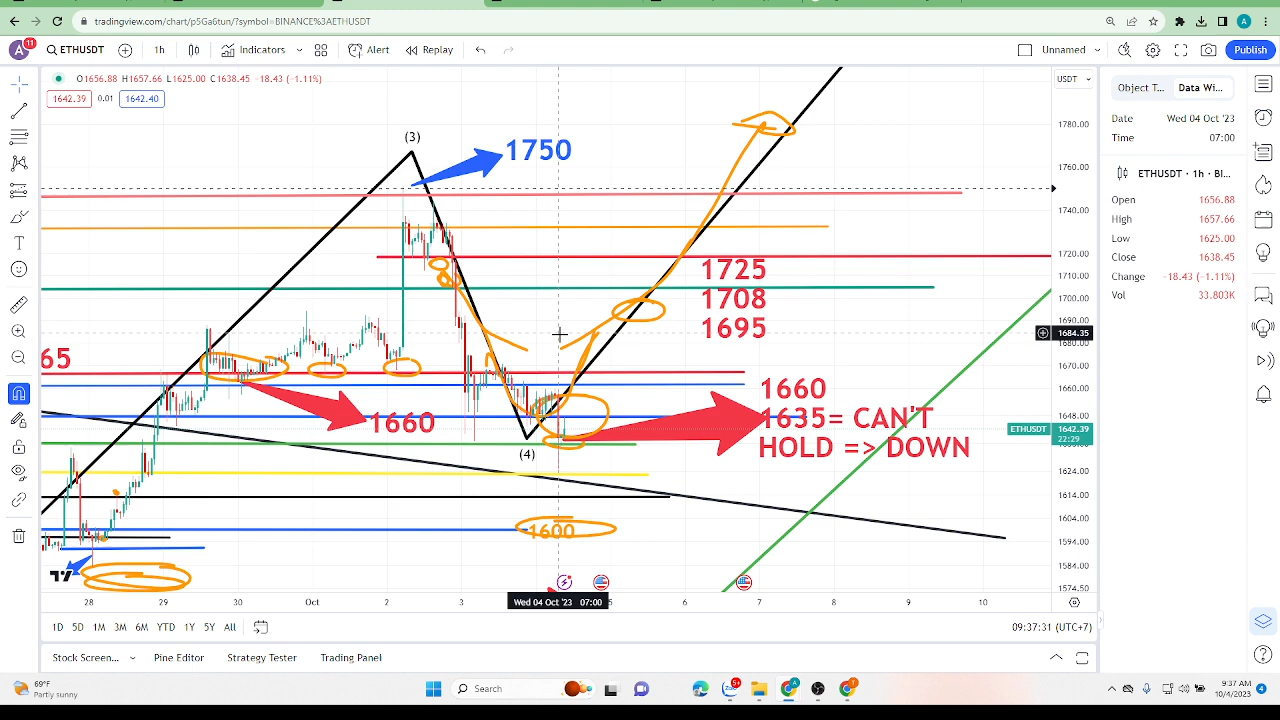 tradingview.com/chart/p5Ga6tun/?symbol=BINANCE%3AETHUSDT
A 11 ETHUSDT 1h Indicators Alert Replay Unnamed Publish
O1656.88 H1657.66 L1625.00 C1638.45 −18.43 (−1.11%)
1642.39 0.01 1642.40
USDT
Object T... Data Wi...
Date Wed 04 Oct '23
Time 07:00
ETHUSDT · 1h · BI...
Open 1656.88
High 1657.66
Low 1625.00
Close 1638.45
Change −18.43 (−1.11%)
Vol 33.803K
(3)
1750
1725
1708
1695
65
1660
1660
1635= CAN'T
HOLD => DOWN
(4)
1600
1780.00
1760.00
1740.00
1720.00
1710.00
1700.00
1690.00
1684.35
1680.00
1670.00
1660.00
1648.00
ETHUSDT 1642.39
22:29
1624.00
1614.00
1604.00
1594.00
1584.00
1574.50
28 29 30 Oct 2 3 Wed 04 Oct '23 07:00 5 6 7 8 9 10
1D 5D 1M 3M 6M YTD 1Y 5Y All
09:37:31 (UTC+7)
Stock Screen... Pine Editor Strategy Tester Trading Panel
69°F
Partly sunny
Search
9:37 AM
10/4/2023